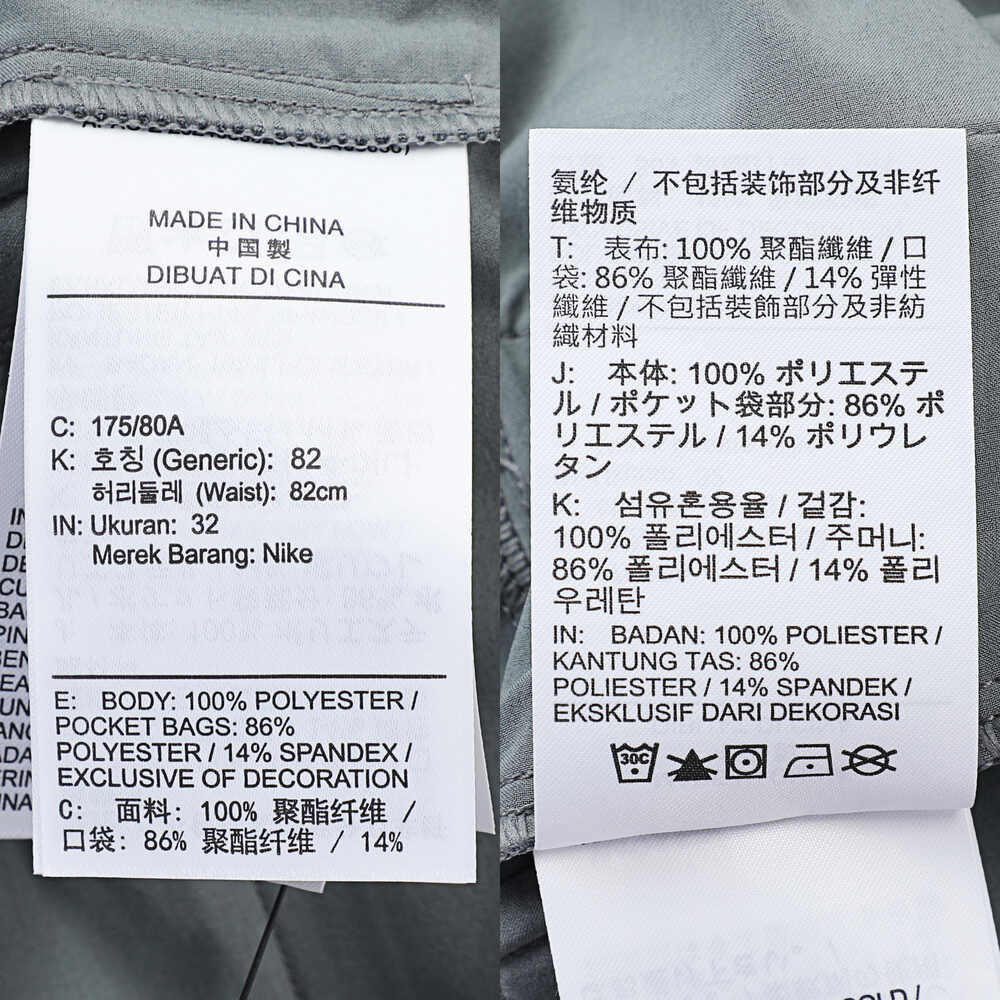 MADE IN CHINA
中国製
DIBUAT DI CINA
C: 175/80A
K: 호칭 (Generic): 82
허리둘레 (Waist): 82cm
IN: Ukuran: 32
Merek Barang: Nike
E: BODY: 100% POLYESTER /
POCKET BAGS: 86%
POLYESTER / 14% SPANDEX /
EXCLUSIVE OF DECORATION
C: 面料: 100% 聚酯纤维 /
口袋: 86% 聚酯纤维 / 14%
氨纶 / 不包括装饰部分及非纤
维物质
T: 表布: 100% 聚酯纖維 / 口
袋: 86% 聚酯纖維 / 14% 彈性
纖維 / 不包括裝飾部分及非紡
織材料
J: 本体: 100% ポリエステ
ル / ポケット袋部分: 86% ポ
リエステル / 14% ポリウレ
タン
K: 섬유혼용율 / 겉감:
100% 폴리에스터 / 주머니:
86% 폴리에스터 / 14% 폴리
우레탄
IN: BADAN: 100% POLIESTER /
KANTUNG TAS: 86%
POLIESTER / 14% SPANDEK /
EKSKLUSIF DARI DEKORASI
30C